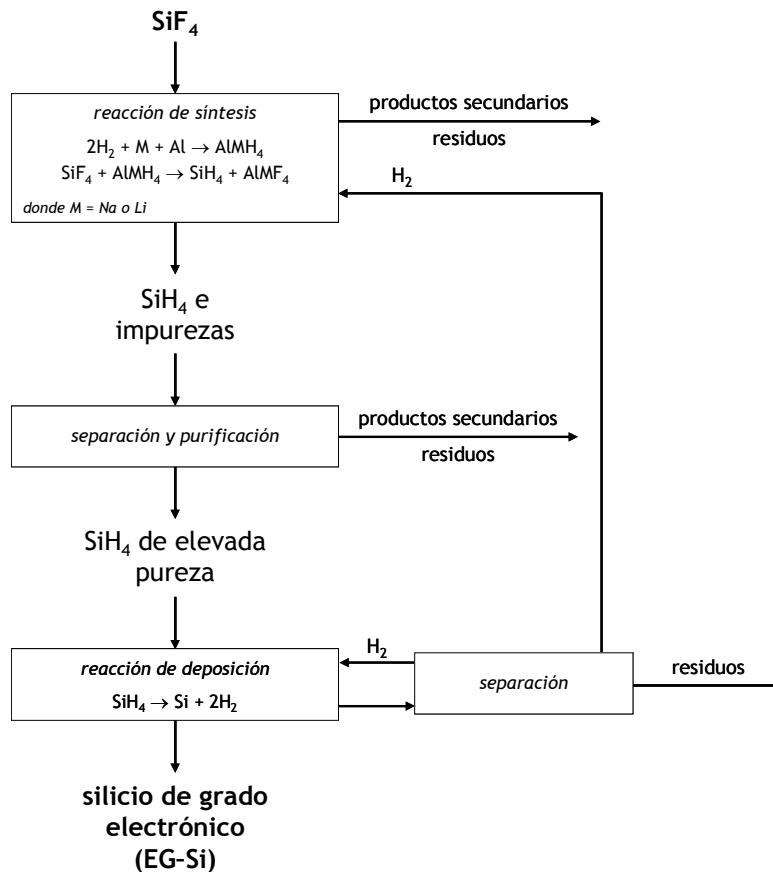 SiF₄
reacción de síntesis
2H₂ + M + Al → AlMH₄
SiF₄ + AlMH₄ → SiH₄ + AlMF₄
donde M = Na o Li
productos secundarios
residuos
H₂
SiH₄ e
impurezas
separación y purificación
productos secundarios
residuos
SiH₄ de elevada
pureza
reacción de deposición
SiH₄ → Si + 2H₂
H₂
separación
residuos
silicio de grado
electrónico
(EG-Si)